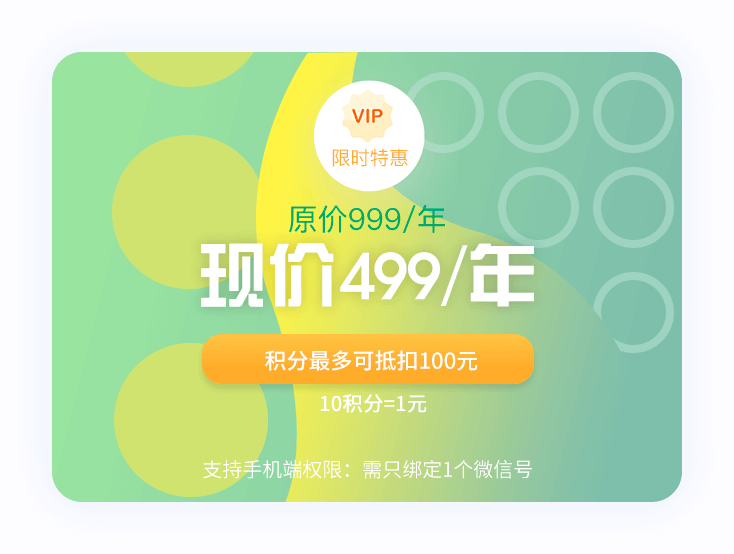 VIP
限时特惠
原价999/年
现价499/年
积分最多可抵扣100元
10积分=1元
支持手机端权限：需只绑定1个微信号